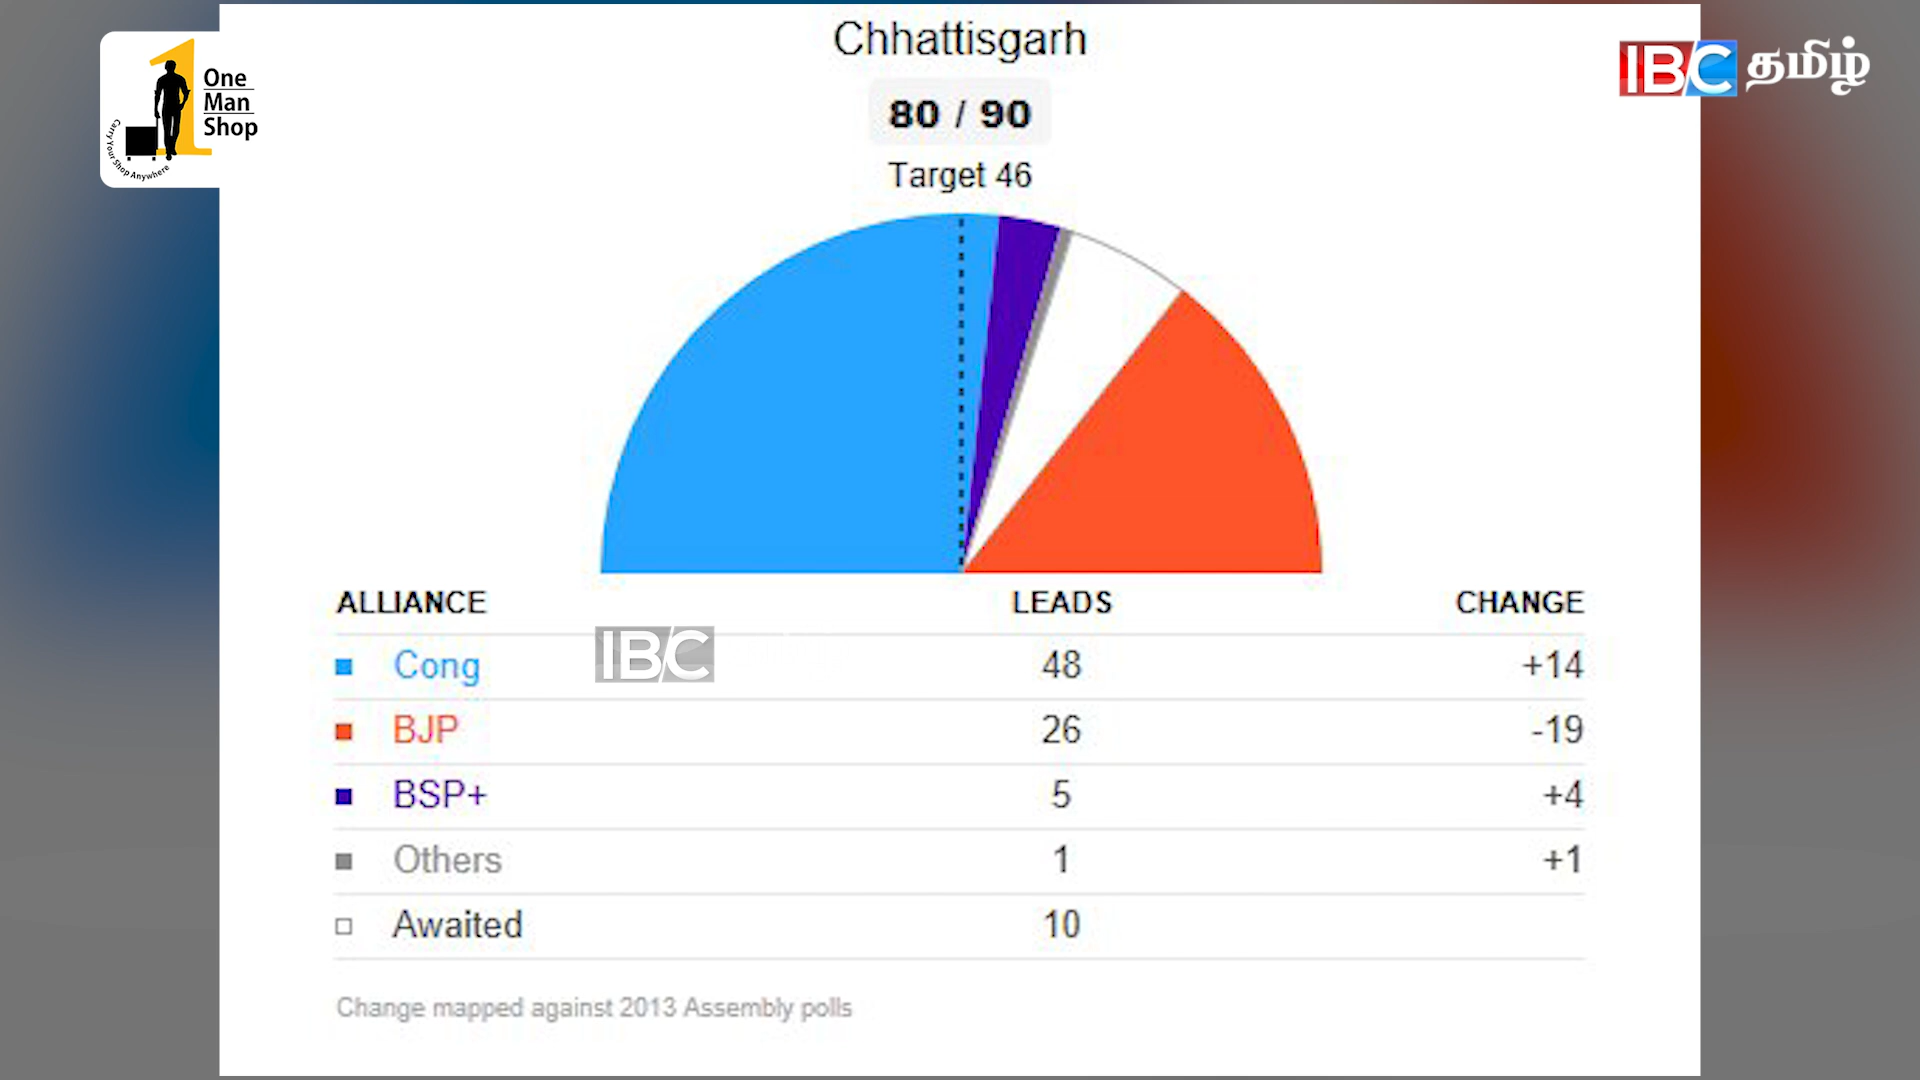 One
Man
Shop
Carry Your Shop Anywhere
IBC தமிழ்
Chhattisgarh
80 / 90
Target 46
ALLIANCE LEADS CHANGE
Cong 48 +14
IBC
BJP 26 -19
BSP+ 5 +4
Others 1 +1
Awaited 10
Change mapped against 2013 Assembly polls